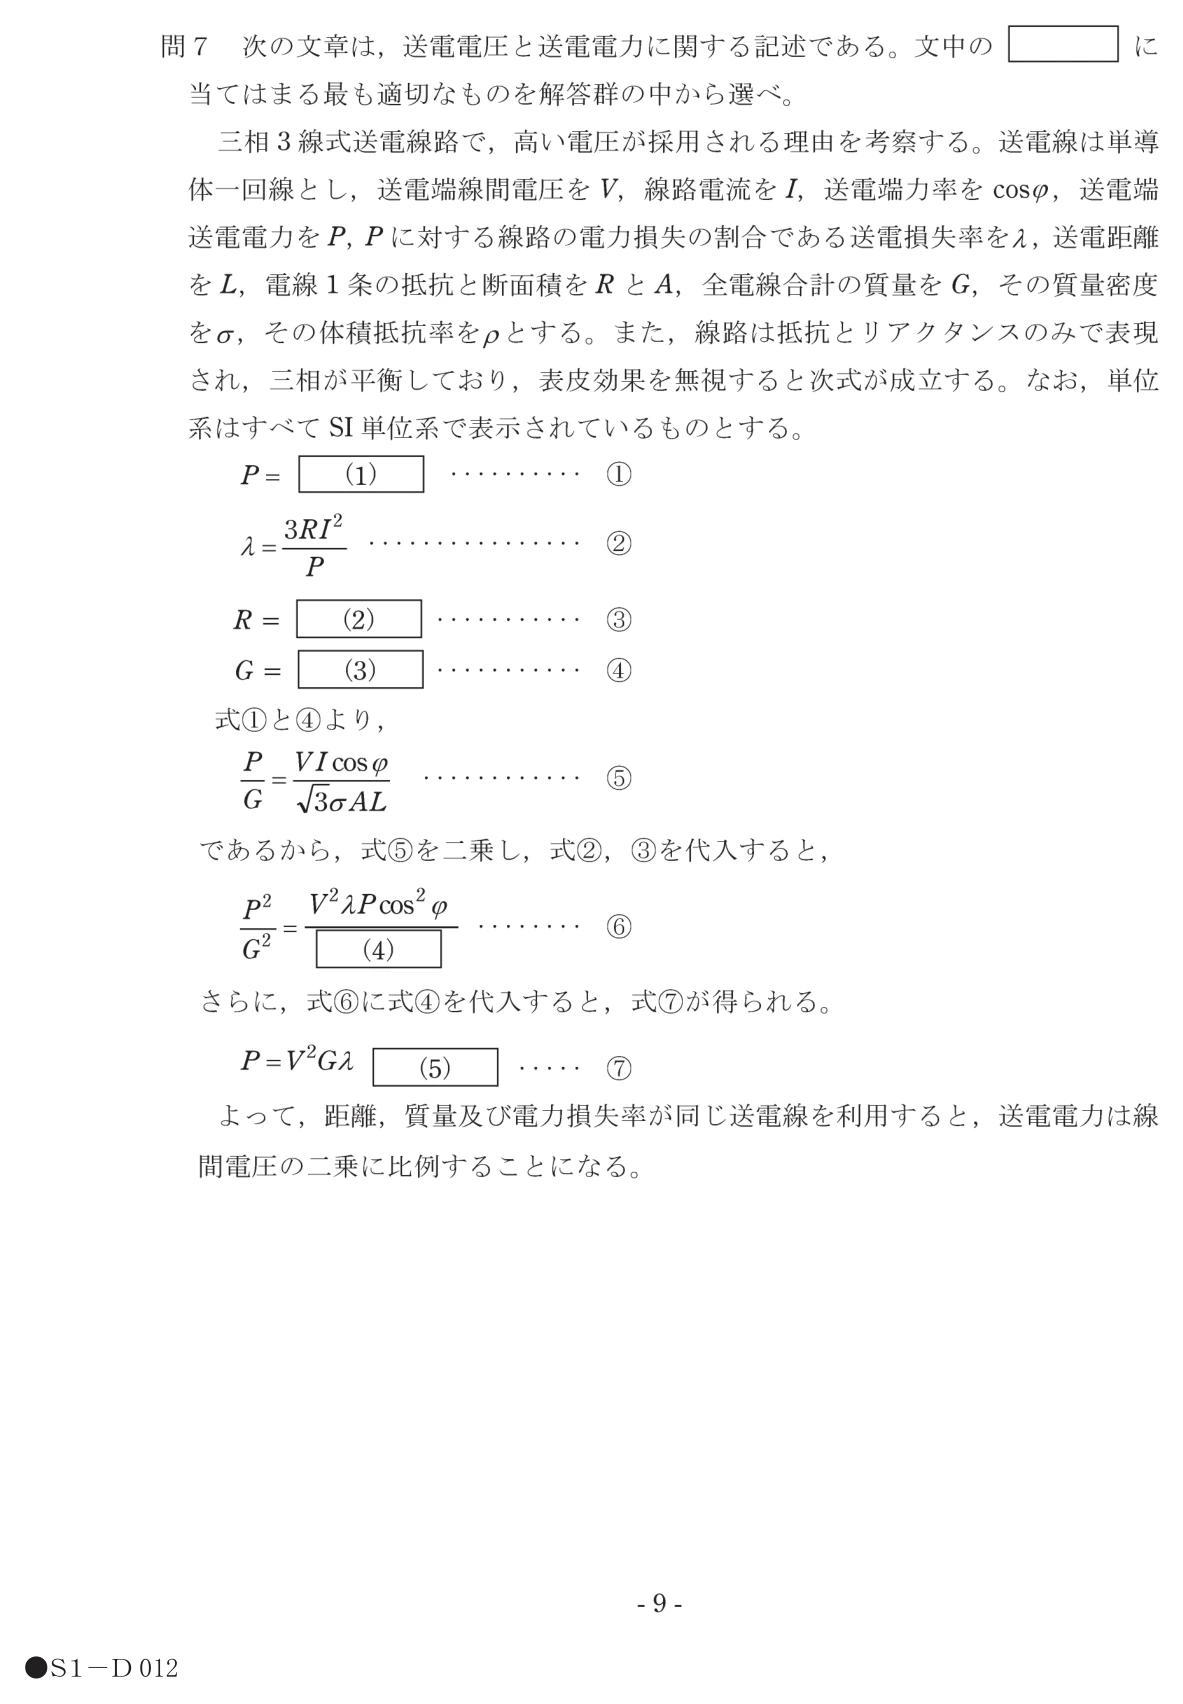 問７ 次の文章は，送電電圧と送電電力に関する記述である。文中の　　　　に
当てはまる最も適切なものを解答群の中から選べ。
三相３線式送電線路で，高い電圧が採用される理由を考察する。送電線は単導
体一回線とし，送電端線間電圧をV，線路電流をI，送電端力率を cosφ，送電端
送電電力をP，Pに対する線路の電力損失の割合である送電損失率をλ，送電距離
をL，電線１条の抵抗と断面積をRとA，全電線合計の質量をG，その質量密度
をσ，その体積抵抗率をρとする。また，線路は抵抗とリアクタンスのみで表現
され，三相が平衡しており，表皮効果を無視すると次式が成立する。なお，単位
系はすべて SI 単位系で表示されているものとする。
P = (1) ･･････････ ①
λ = 3RI²/P ････････････････ ②
R = (2) ･･･････････ ③
G = (3) ･･･････････ ④
式①と④より，
P/G = VIcosφ/√3σAL ････････････ ⑤
であるから，式⑤を二乗し，式②，③を代入すると，
P²/G² = V²λPcos²φ/(4) ････････ ⑥
さらに，式⑥に式④を代入すると，式⑦が得られる。
P = V²Gλ (5) ･････ ⑦
よって，距離，質量及び電力損失率が同じ送電線を利用すると，送電電力は線
間電圧の二乗に比例することになる。
- 9 -
●S1－D 012